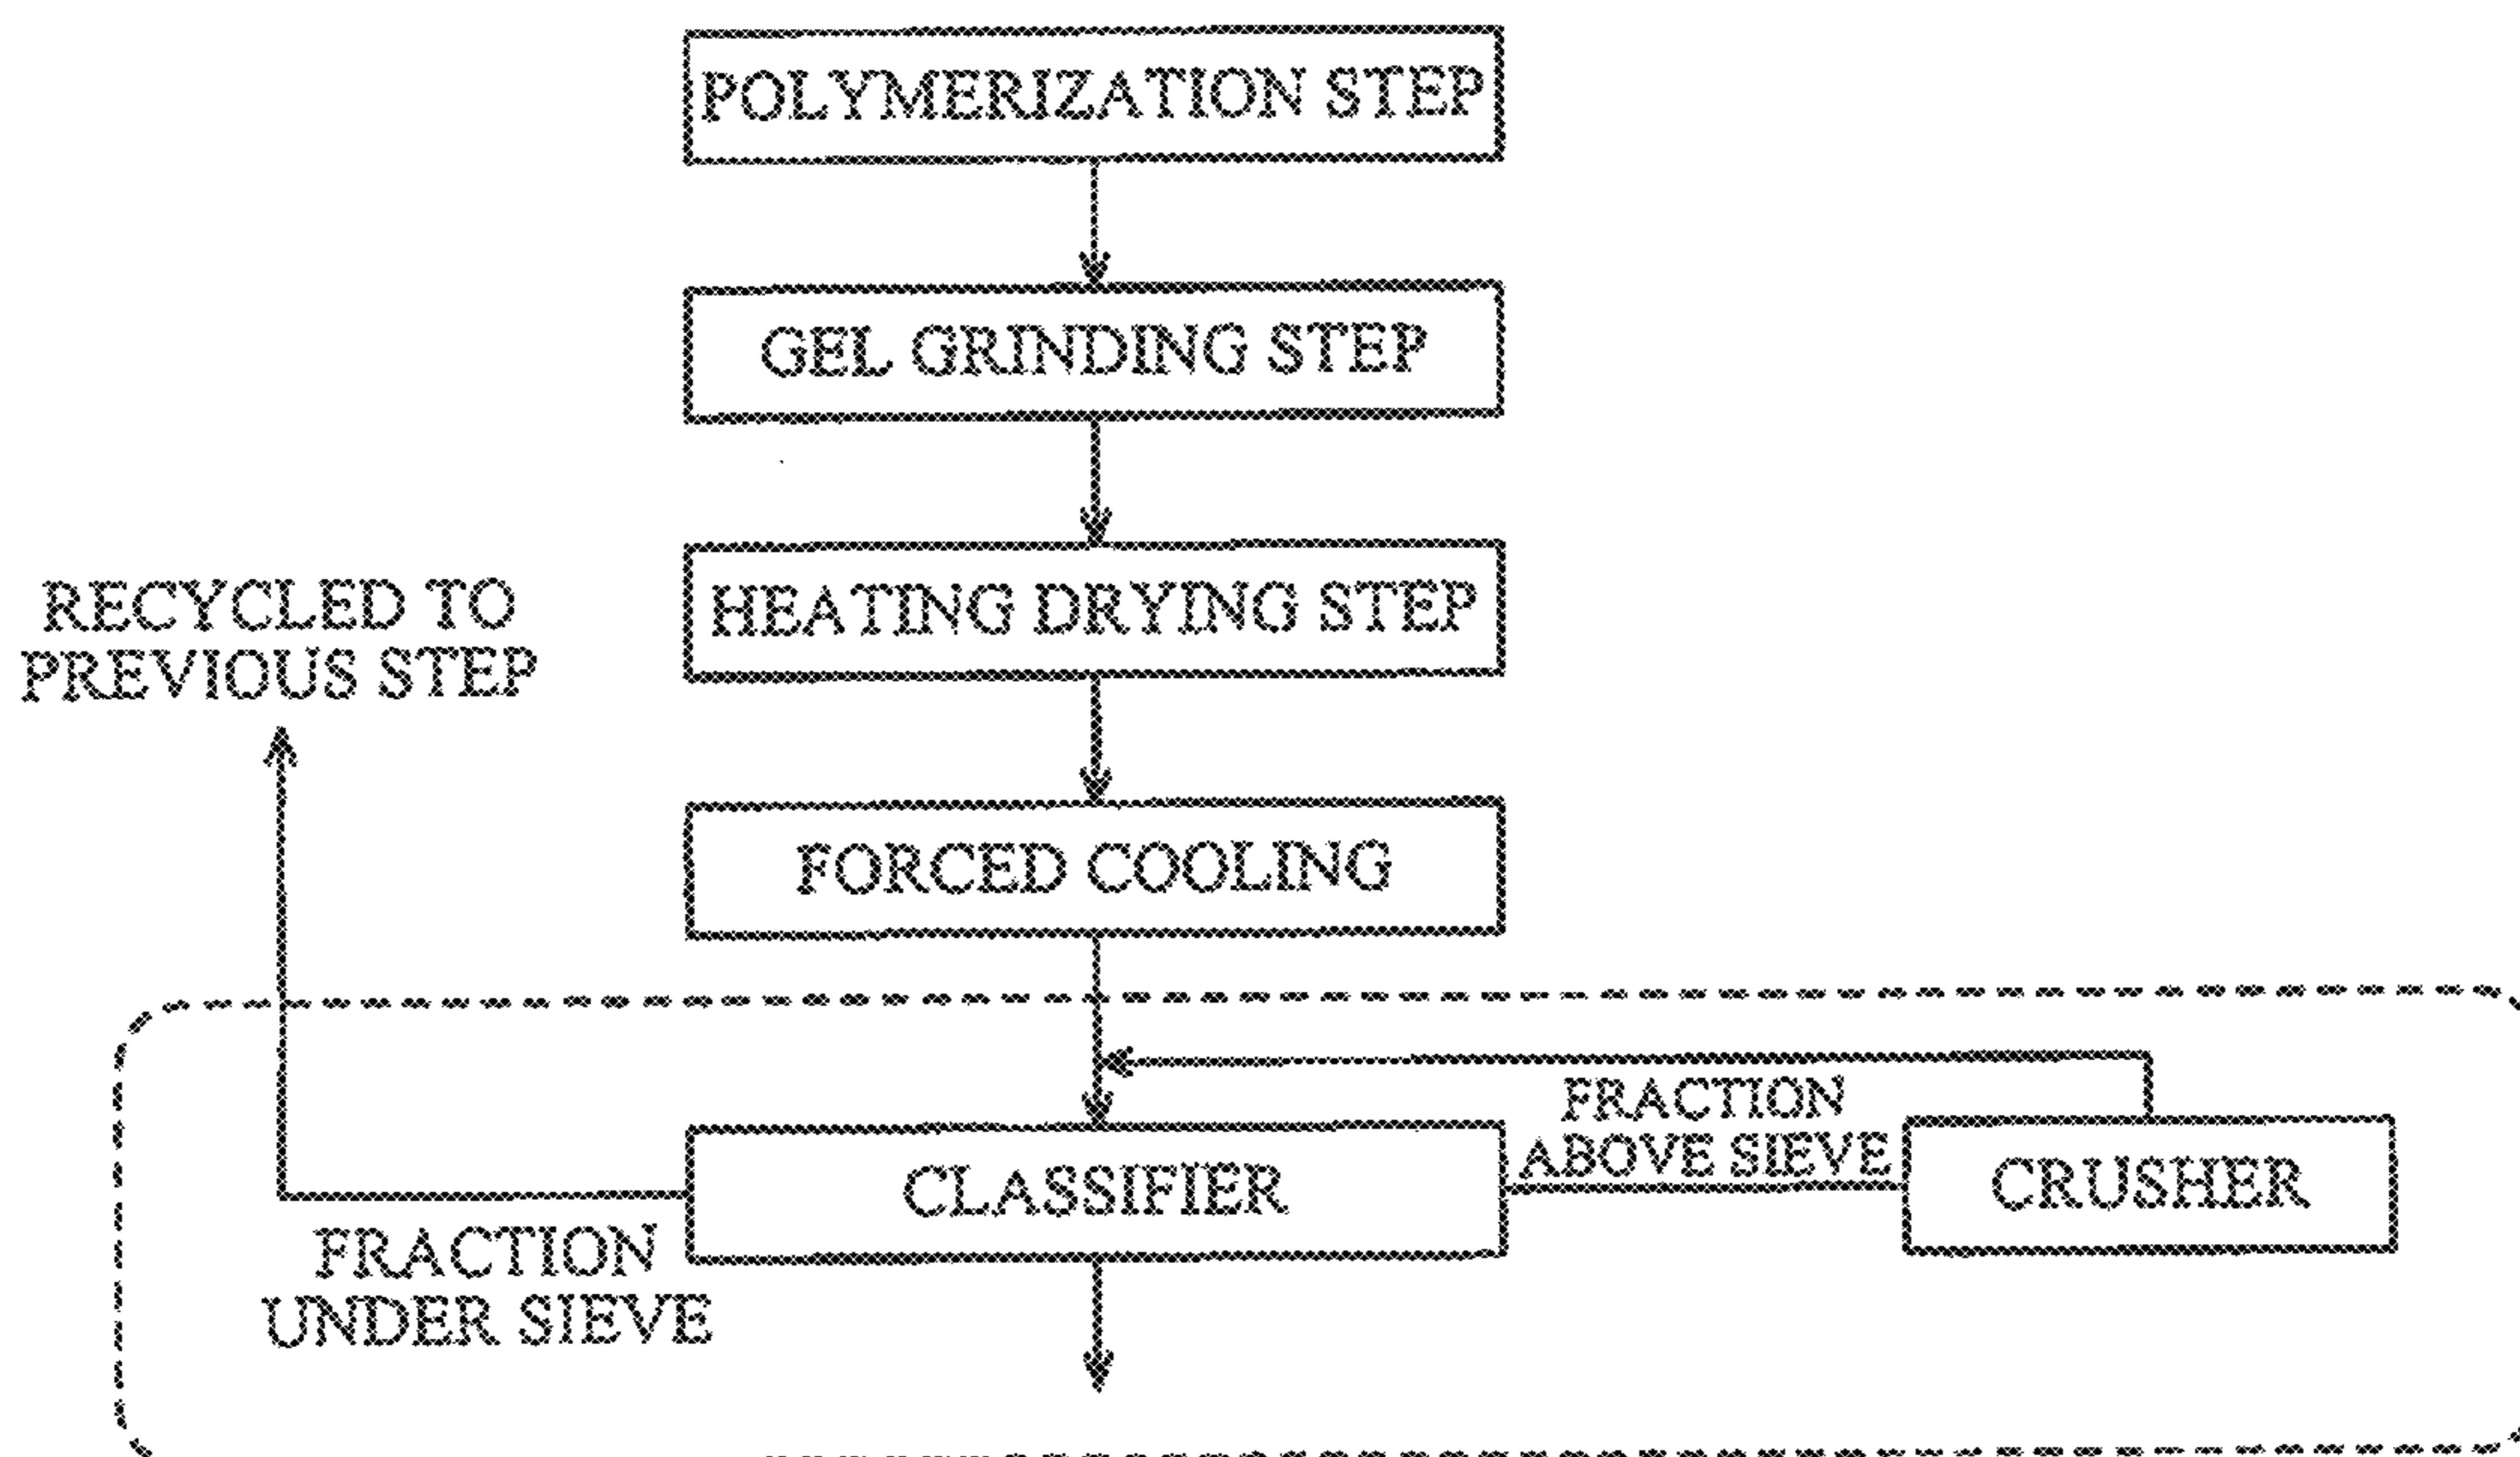 POLYMERIZATION STEP
GEL GRINDING STEP
HEATING DRYING STEP
RECYCLED TO
PREVIOUS STEP
FORCED COOLING
FRACTION
ABOVE SIEVE
CLASSIFIER
CRUSHER
FRACTION
UNDER SIEVE